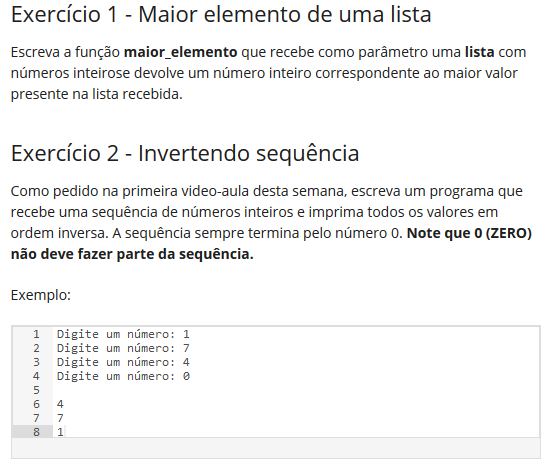 Exercício 1 - Maior elemento de uma lista
Escreva a função maior_elemento que recebe como parâmetro uma lista com
números inteirose devolve um número inteiro correspondente ao maior valor
presente na lista recebida.
Exercício 2 - Invertendo sequência
Como pedido na primeira video-aula desta semana, escreva um programa que
recebe uma sequência de números inteiros e imprima todos os valores em
ordem inversa. A sequência sempre termina pelo número 0. Note que 0 (ZERO)
não deve fazer parte da sequência.
Exemplo:
1 Digite um número: 1
2 Digite um número: 7
3 Digite um número: 4
4 Digite um número: 0
5
6 4
7 7
8 1